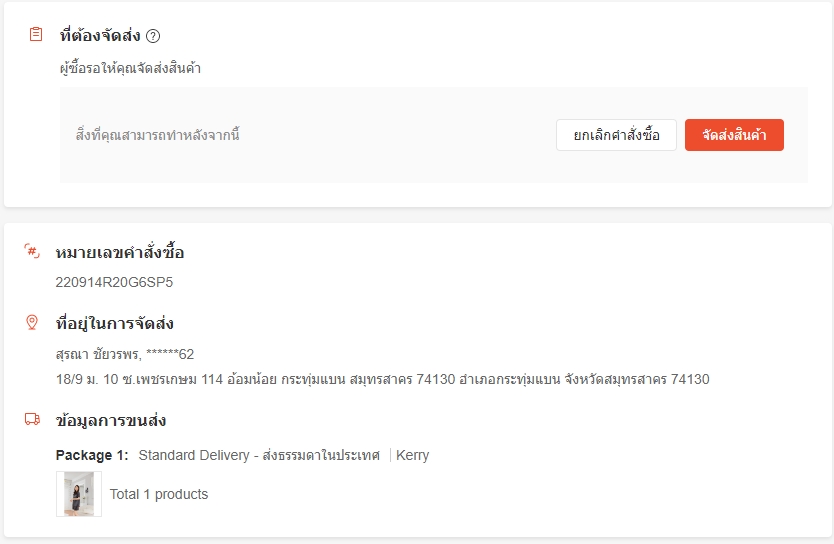 ที่ต้องจัดส่ง ?
ผู้ซื้อรอให้คุณจัดส่งสินค้า
สิ่งที่คุณสามารถทำหลังจากนี้
ยกเลิกคำสั่งซื้อ
จัดส่งสินค้า
หมายเลขคำสั่งซื้อ
220914R20G6SP5
ที่อยู่ในการจัดส่ง
สุรณา ชัยวรพร, ******62
18/9 ม. 10 ซ.เพชรเกษม 114 อ้อมน้อย กระทุ่มแบน สมุทรสาคร 74130 อำเภอกระทุ่มแบน จังหวัดสมุทรสาคร 74130
ข้อมูลการขนส่ง
Package 1: Standard Delivery - ส่งธรรมดาในประเทศ | Kerry
Total 1 products